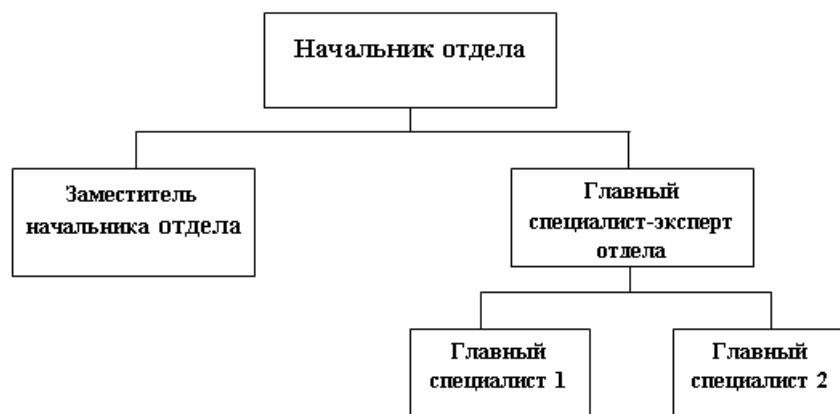 Начальник отдела
Заместитель
начальника отдела
Главный
специалист-эксперт
отдела
Главный
специалист 1
Главный
специалист 2